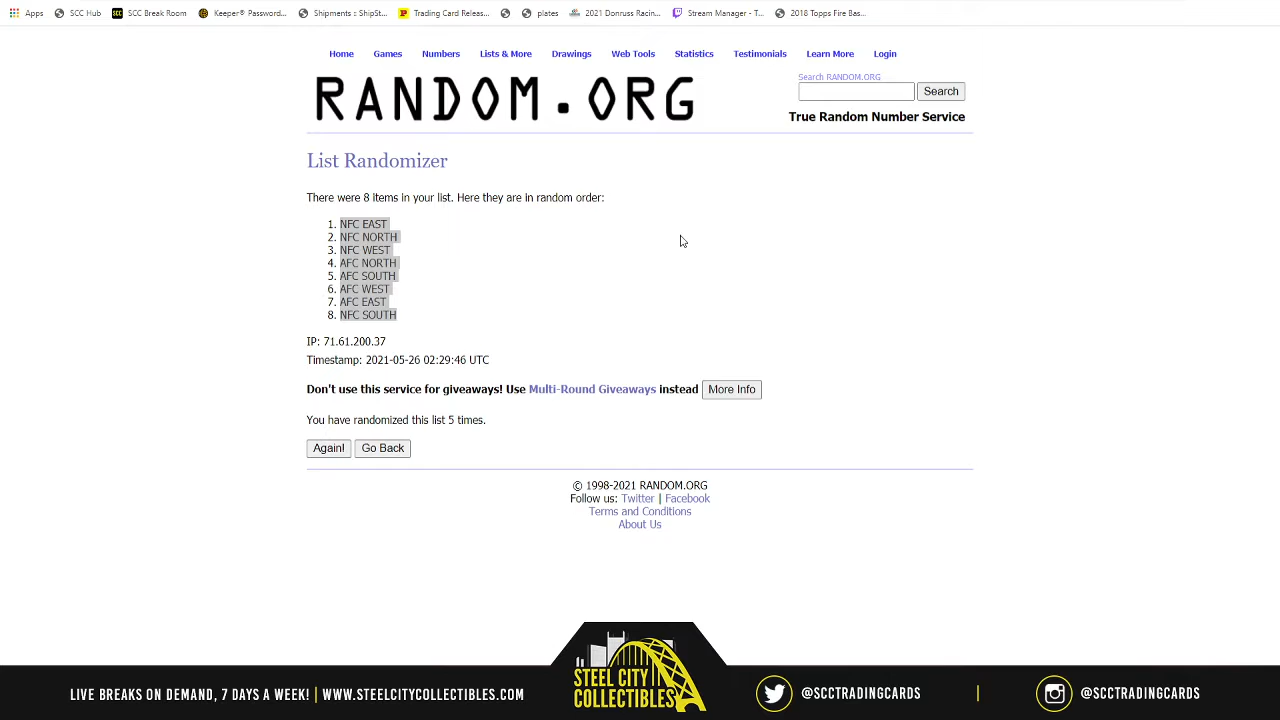 Apps SCC Hub SCC Break Room Keeper® Password... Shipments :: ShipSt... Trading Card Releas... plates 2021 Donruss Racin... Stream Manager - T... 2018 Topps Fire Bas...
Home Games Numbers Lists & More Drawings Web Tools Statistics Testimonials Learn More Login
RANDOM.ORG
Search RANDOM.ORG
Search
True Random Number Service
List Randomizer
There were 8 items in your list. Here they are in random order:
1. NFC EAST
2. NFC NORTH
3. NFC WEST
4. AFC NORTH
5. AFC SOUTH
6. AFC WEST
7. AFC EAST
8. NFC SOUTH
IP: 71.61.200.37
Timestamp: 2021-05-26 02:29:46 UTC
Don't use this service for giveaways! Use Multi-Round Giveaways instead More Info
You have randomized this list 5 times.
Again! Go Back
© 1998-2021 RANDOM.ORG
Follow us: Twitter | Facebook
Terms and Conditions
About Us
LIVE BREAKS ON DEMAND, 7 DAYS A WEEK! | WWW.STEELCITYCOLLECTIBLES.COM
STEEL CITY
COLLECTIBLES
@SCCTRADINGCARDS | @SCCTRADINGCARDS